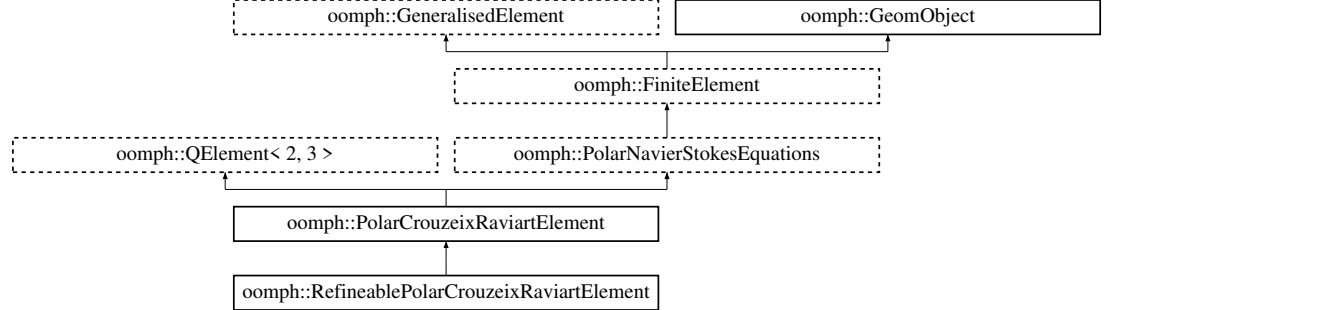 oomph::GeneralisedElement
oomph::GeomObject
oomph::FiniteElement
oomph::QElement< 2, 3 >
oomph::PolarNavierStokesEquations
oomph::PolarCrouzeixRaviartElement
oomph::RefineablePolarCrouzeixRaviartElement